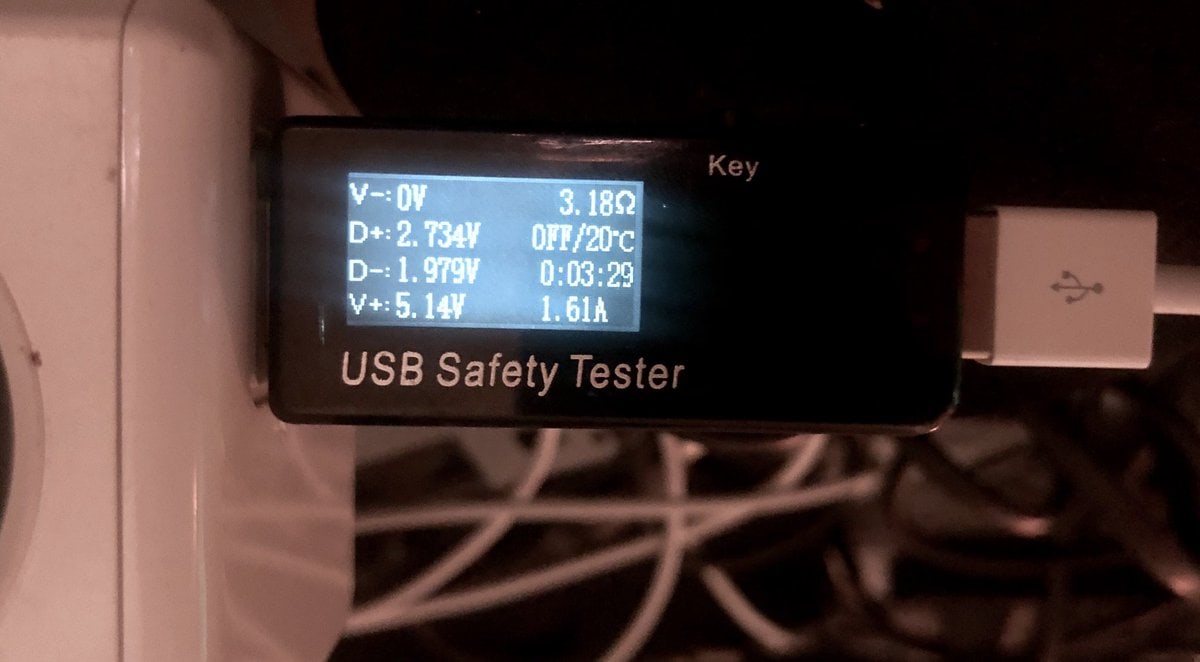 Key
V-:0V 3.18Ω
D+:2.734V OFF/20℃
D-:1.979V 0:03:29
V+:5.14V 1.61A
USB Safety Tester